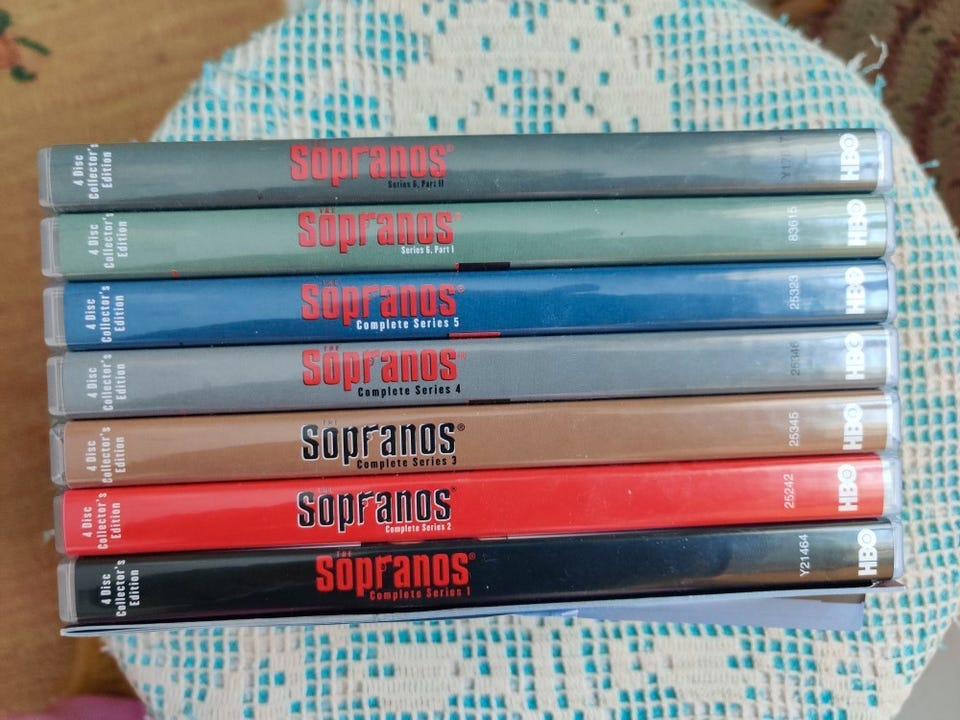 4 Disc
Collector's
Edition
THE
Sopranos®
Series 6, Part II
HBO
4 Disc
Collector's
Edition
THE
Sopranos®
Series 6, Part I
83615
HBO
4 Disc
Collector's
Edition
THE
Sopranos®
Complete Series 5
25323
HBO
4 Disc
Collector's
Edition
THE
Sopranos®
Complete Series 4
25346
HBO
4 Disc
Collector's
Edition
THE
Sopranos®
Complete Series 3
25345
HBO
4 Disc
Collector's
Edition
THE
Sopranos®
Complete Series 2
25242
HBO
4 Disc
Collector's
Edition
THE
Sopranos®
Complete Series 1
Y21464
HBO